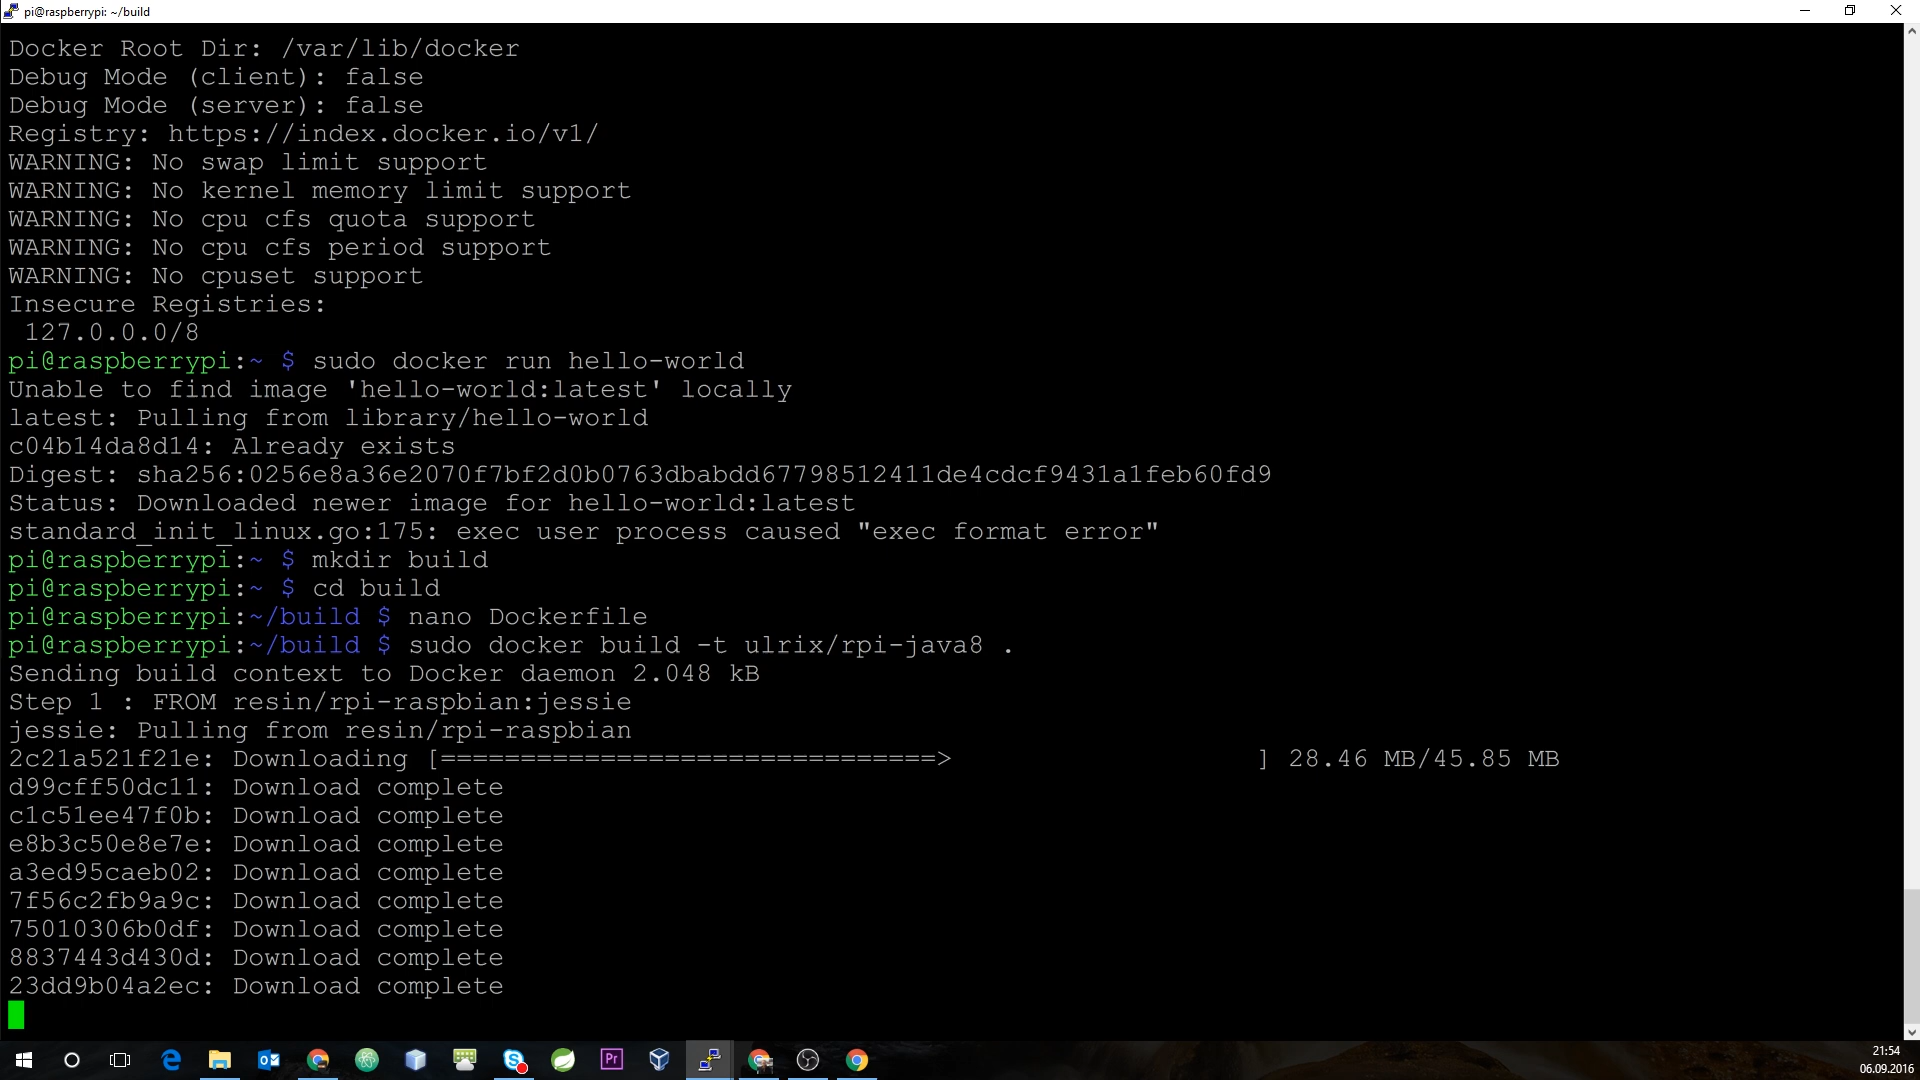 pi@raspberrypi: ~/build
Docker Root Dir: /var/lib/docker
Debug Mode (client): false
Debug Mode (server): false
Registry: https://index.docker.io/v1/
WARNING: No swap limit support
WARNING: No kernel memory limit support
WARNING: No cpu cfs quota support
WARNING: No cpu cfs period support
WARNING: No cpuset support
Insecure Registries:
 127.0.0.0/8
pi@raspberrypi:~ $ sudo docker run hello-world
Unable to find image 'hello-world:latest' locally
latest: Pulling from library/hello-world
c04b14da8d14: Already exists
Digest: sha256:0256e8a36e2070f7bf2d0b0763dbabdd67798512411de4cdcf9431a1feb60fd9
Status: Downloaded newer image for hello-world:latest
standard_init_linux.go:175: exec user process caused "exec format error"
pi@raspberrypi:~ $ mkdir build
pi@raspberrypi:~ $ cd build
pi@raspberrypi:~/build $ nano Dockerfile
pi@raspberrypi:~/build $ sudo docker build -t ulrix/rpi-java8 .
Sending build context to Docker daemon 2.048 kB
Step 1 : FROM resin/rpi-raspbian:jessie
jessie: Pulling from resin/rpi-raspbian
2c21a521f21e: Downloading [===============================>                   ] 28.46 MB/45.85 MB
d99cff50dc11: Download complete
c1c51ee47f0b: Download complete
e8b3c50e8e7e: Download complete
a3ed95caeb02: Download complete
7f56c2fb9a9c: Download complete
75010306b0df: Download complete
8837443d430d: Download complete
23dd9b04a2ec: Download complete
Pr
21:54
06.09.2016